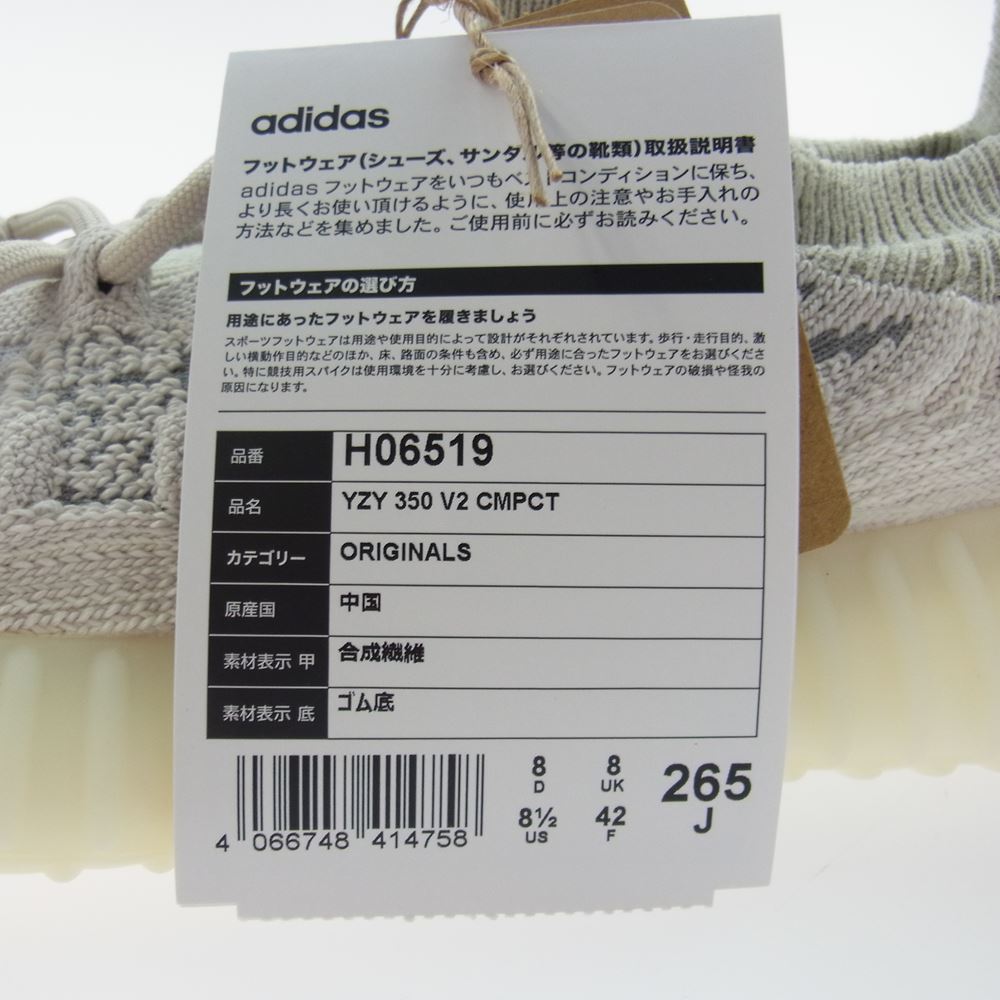 adidas
フットウェア(シューズ、サンダル等の靴類)取扱説明書
adidas フットウェアをいつもベストコンディションに保ち、
より長くお使い頂けるように、使用上の注意やお手入れの
方法などを集めました。ご使用前に必ずお読みください。
フットウェアの選び方
用途にあったフットウェアを履きましょう
スポーツフットウェアは用途や使用目的によって設計がそれぞれされています。歩行・走行目的、激
しい横動作目的などのほか、床、路面の条件も含め、必ず用途に合ったフットウェアをお選びくださ
い。特に競技用スパイクは使用環境を十分に考慮し、お選びください。フットウェアの破損や怪我の
原因になります。
品番 H06519
品名 YZY 350 V2 CMPCT
カテゴリー ORIGINALS
原産国 中国
素材表示 甲 合成繊維
素材表示 底 ゴム底
8 8 265
D UK J
8½ 42
US F
4 066748 414758